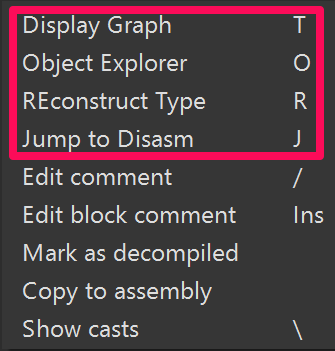 Display Graph T
Object Explorer O
REconstruct Type R
Jump to Disasm J
Edit comment /
Edit block comment Ins
Mark as decompiled
Copy to assembly
Show casts \